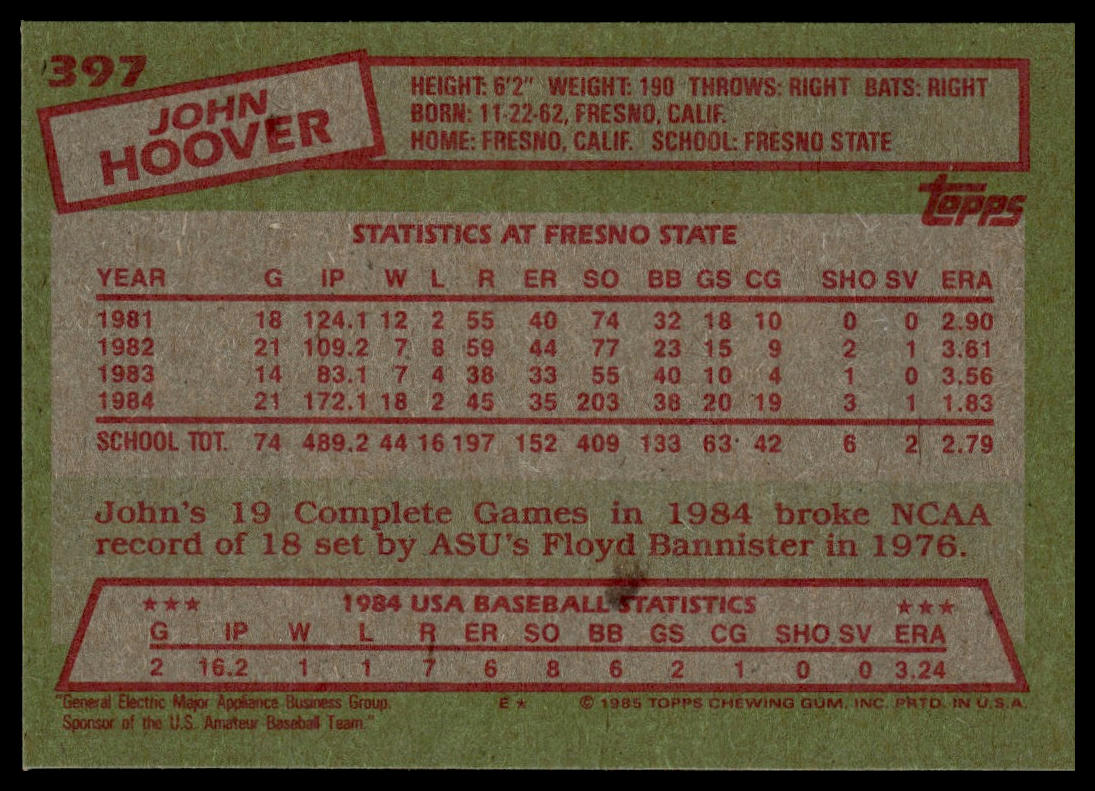 397
JOHN
HOOVER
HEIGHT: 6'2" WEIGHT: 190 THROWS: RIGHT BATS: RIGHT
BORN: 11-22-62, FRESNO, CALIF.
HOME: FRESNO, CALIF. SCHOOL: FRESNO STATE
topps
STATISTICS AT FRESNO STATE
YEAR G IP W L R ER SO BB GS CG SHO SV ERA
1981 18 124.1 12 2 55 40 74 32 18 10 0 0 2.90
1982 21 109.2 7 8 59 44 77 23 15 9 2 1 3.61
1983 14 83.1 7 4 38 33 55 40 10 4 1 0 3.56
1984 21 172.1 18 2 45 35 203 38 20 19 3 1 1.83
SCHOOL TOT. 74 489.2 44 16 197 152 409 133 63 42 6 2 2.79
John's 19 Complete Games in 1984 broke NCAA
record of 18 set by ASU's Floyd Bannister in 1976.
★★★ 1984 USA BASEBALL STATISTICS ★★★
G IP W L R ER SO BB GS CG SHO SV ERA
2 16.2 1 1 7 6 8 6 2 1 0 0 3.24
"General Electric Major Appliance Business Group.
Sponsor of the U.S. Amateur Baseball Team."
E ★ © 1985 TOPPS CHEWING GUM, INC. PRTD. IN U.S.A.